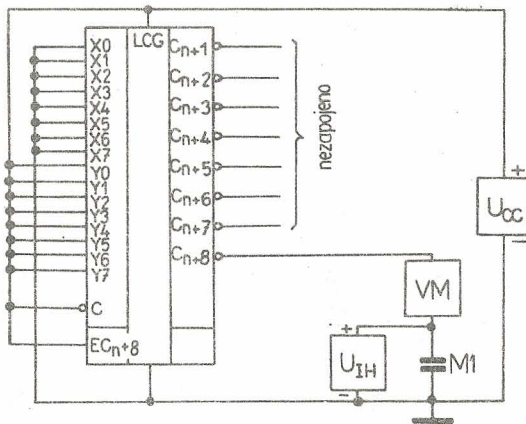 LCG
X0
X1
X2
X3
X4
X5
X6
X7
Y0
Y1
Y2
Y3
Y4
Y5
Y6
Y7
C
ECn+8
Cn+1
Cn+2
Cn+3
Cn+4
Cn+5
Cn+6
Cn+7
Cn+8
nezapojeno
+
UCC
−
VM
+
UIH
−
M1